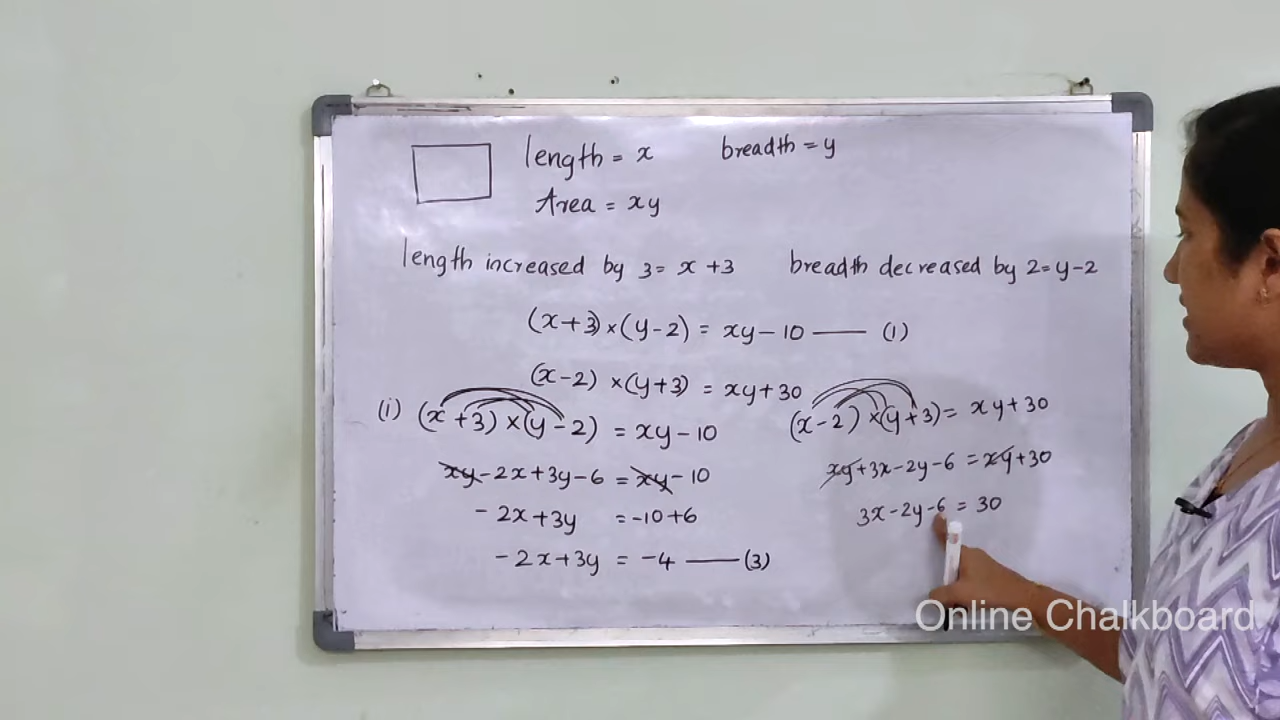 length = x breadth = y
Area = xy
length increased by 3 = x +3 breadth decreased by 2 = y-2
(x+3) × (y-2) = xy - 10 —— (1)
(x-2) × (y+3) = xy+30
(i) (x +3) × (y - 2) = xy - 10
xy - 2x + 3y - 6 = xy - 10
- 2x + 3y = -10 +6
- 2x + 3y = -4 —— (3)
(x-2) × (y+3) = xy +30
xy +3x - 2y - 6 = xy +30
3x - 2y - 6 = 30
Online Chalkboard